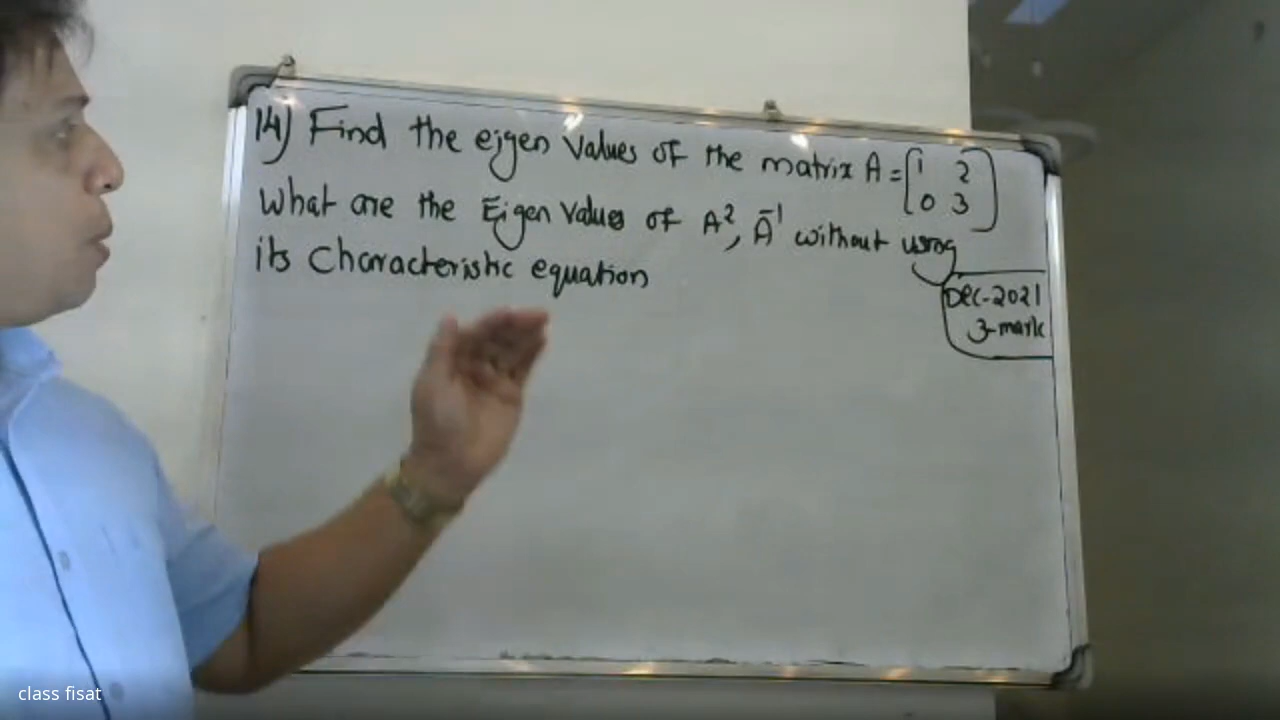 14) Find the eigen values of the matrix A = [1 2
0 3]
What are the Eigen values of A², A⁻¹ without using
its characteristic equation
Dec-2021
3-mark
class fisat